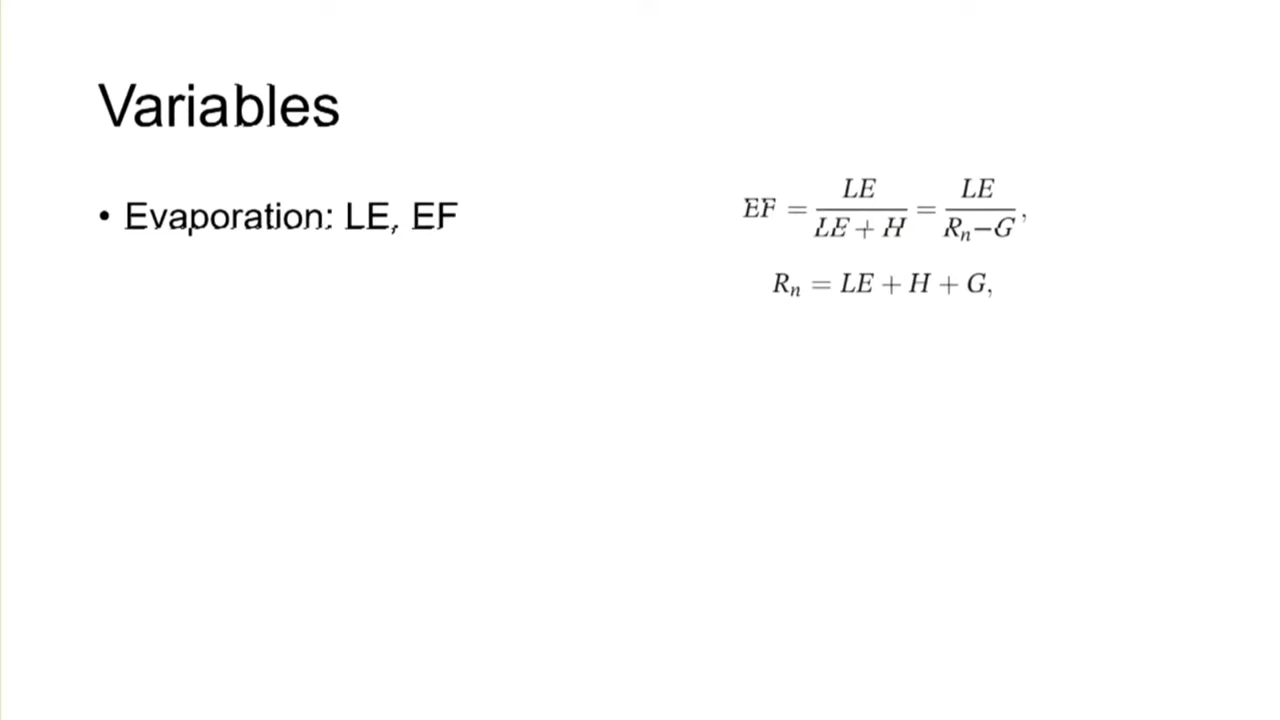 Variables
• Evaporation: LE, EF
EF = LE / (LE + H) = LE / (Rₙ−G),
Rₙ = LE + H + G,